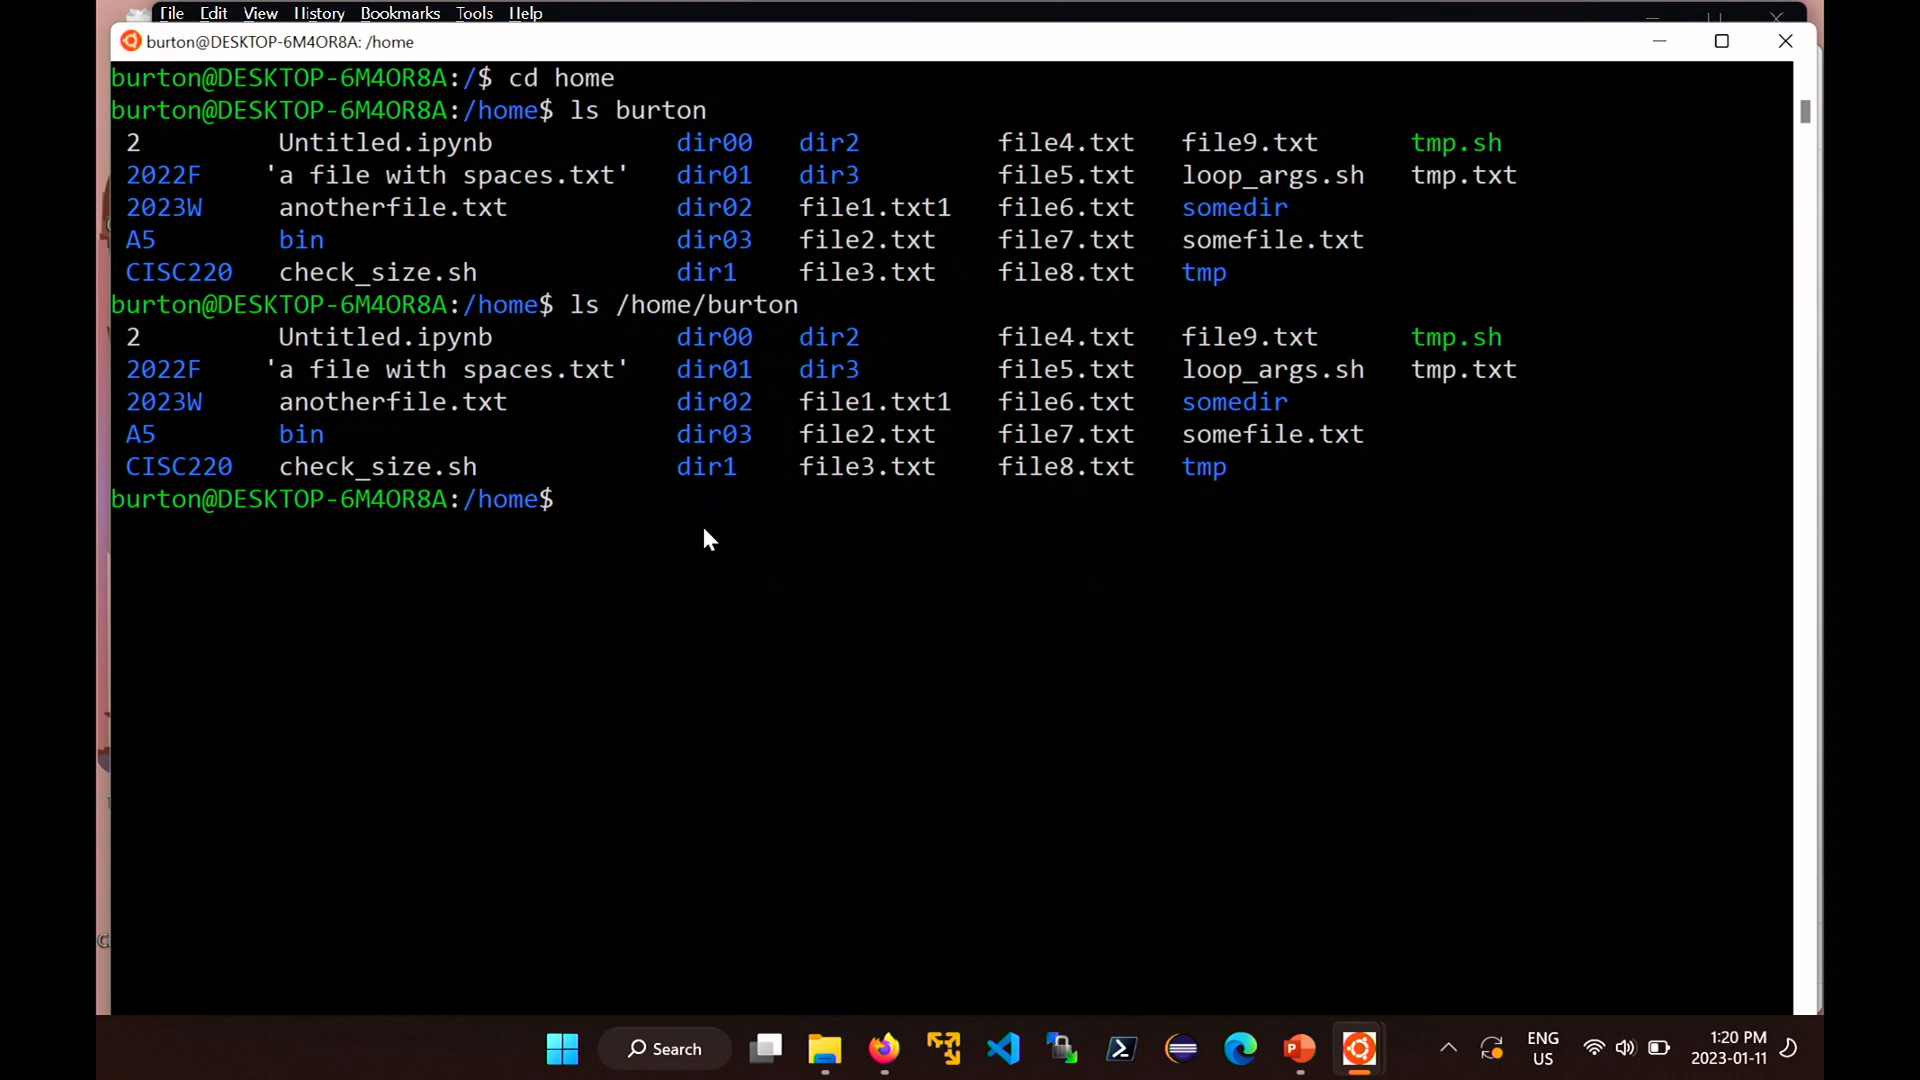 File Edit View History Bookmarks Tools Help
burton@DESKTOP-6M4OR8A: /home
burton@DESKTOP-6M4OR8A:/$ cd home
burton@DESKTOP-6M4OR8A:/home$ ls burton
2 Untitled.ipynb dir00 dir2 file4.txt file9.txt tmp.sh
2022F 'a file with spaces.txt' dir01 dir3 file5.txt loop_args.sh tmp.txt
2023W anotherfile.txt dir02 file1.txt1 file6.txt somedir
A5 bin dir03 file2.txt file7.txt somefile.txt
CISC220 check_size.sh dir1 file3.txt file8.txt tmp
burton@DESKTOP-6M4OR8A:/home$ ls /home/burton
2 Untitled.ipynb dir00 dir2 file4.txt file9.txt tmp.sh
2022F 'a file with spaces.txt' dir01 dir3 file5.txt loop_args.sh tmp.txt
2023W anotherfile.txt dir02 file1.txt1 file6.txt somedir
A5 bin dir03 file2.txt file7.txt somefile.txt
CISC220 check_size.sh dir1 file3.txt file8.txt tmp
burton@DESKTOP-6M4OR8A:/home$
Search
ENG
US
1:20 PM
2023-01-11